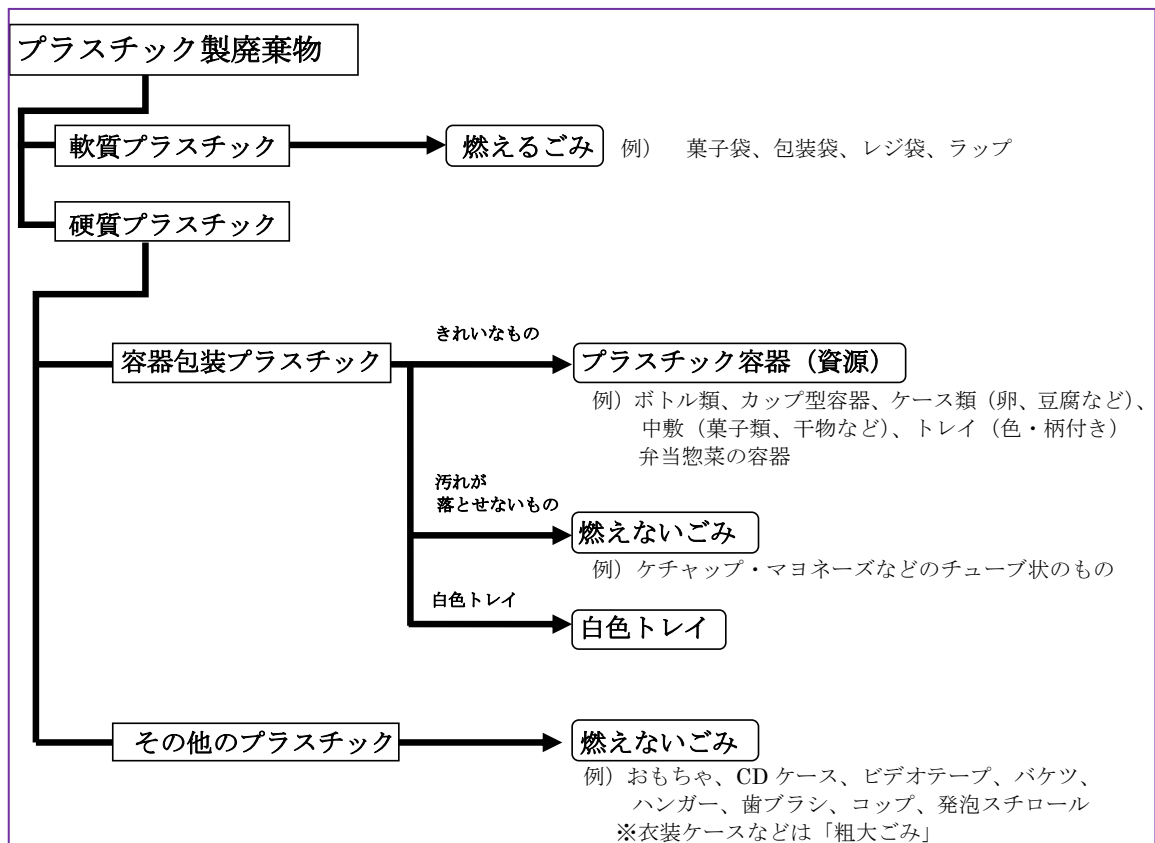 プラスチック製廃棄物
軟質プラスチック
燃えるごみ
例） 菓子袋、包装袋、レジ袋、ラップ
硬質プラスチック
きれいなもの
容器包装プラスチック
プラスチック容器（資源）
例）ボトル類、カップ型容器、ケース類（卵、豆腐など）、
中敷（菓子類、干物など）、トレイ（色・柄付き）
弁当惣菜の容器
汚れが
落とせないもの
燃えないごみ
例）ケチャップ・マヨネーズなどのチューブ状のもの
白色トレイ
白色トレイ
その他のプラスチック
燃えないごみ
例）おもちゃ、CD ケース、ビデオテープ、バケツ、
ハンガー、歯ブラシ、コップ、発泡スチロール
※衣装ケースなどは「粗大ごみ」